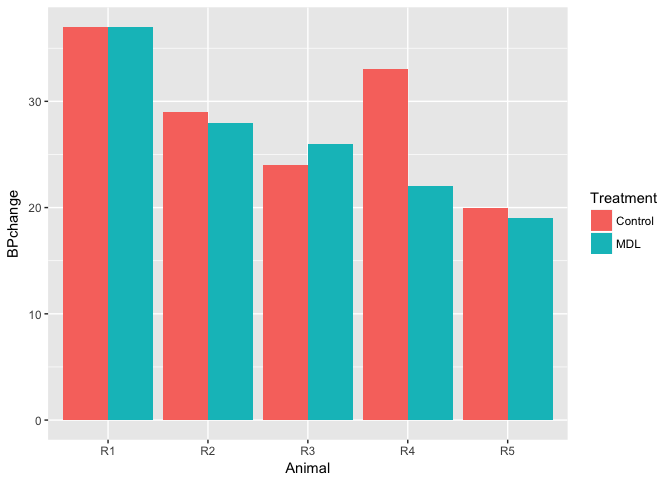 BPchange
30
20
10
0
R1 R2 R3 R4 R5
Animal
Treatment
Control
MDL